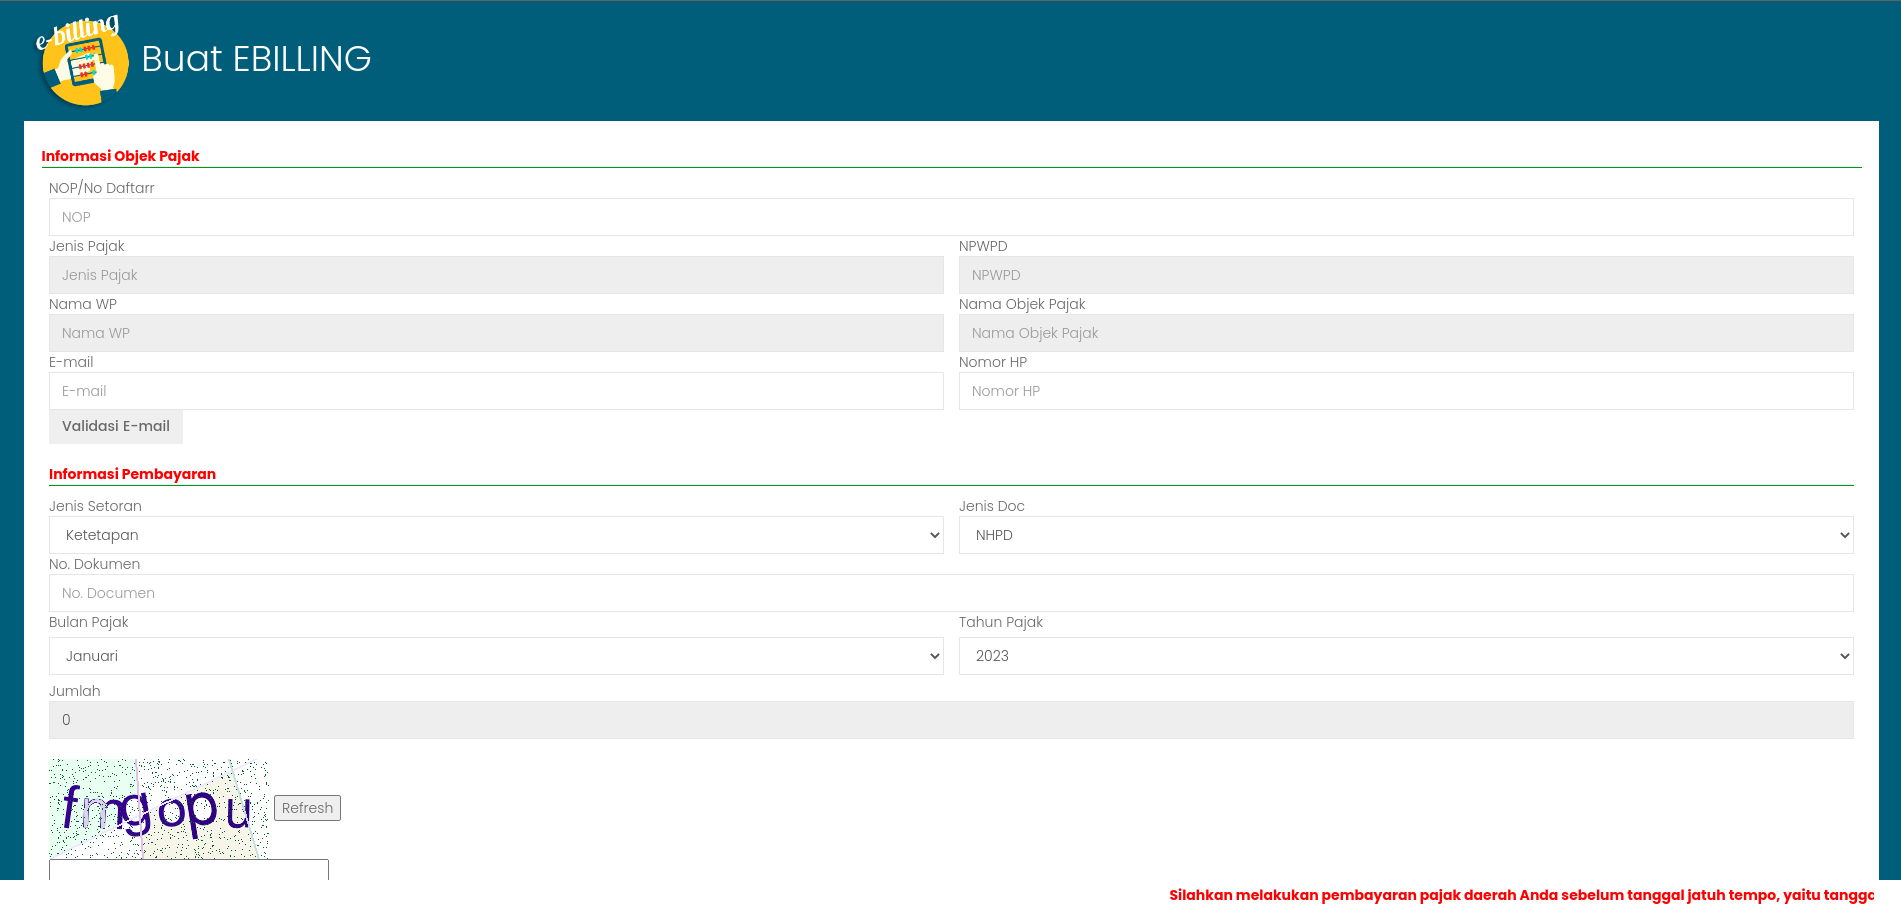 e-billing
Buat EBILLING
Informasi Objek Pajak
NOP/No Daftarr
NOP
Jenis Pajak NPWPD
Jenis Pajak NPWPD
Nama WP Nama Objek Pajak
Nama WP Nama Objek Pajak
E-mail Nomor HP
E-mail Nomor HP
Validasi E-mail
Informasi Pembayaran
Jenis Setoran Jenis Doc
Ketetapan NHPD
No. Dokumen
No. Documen
Bulan Pajak Tahun Pajak
Januari 2023
Jumlah
0
fmgopu Refresh
Silahkan melakukan pembayaran pajak daerah Anda sebelum tanggal jatuh tempo, yaitu tangga